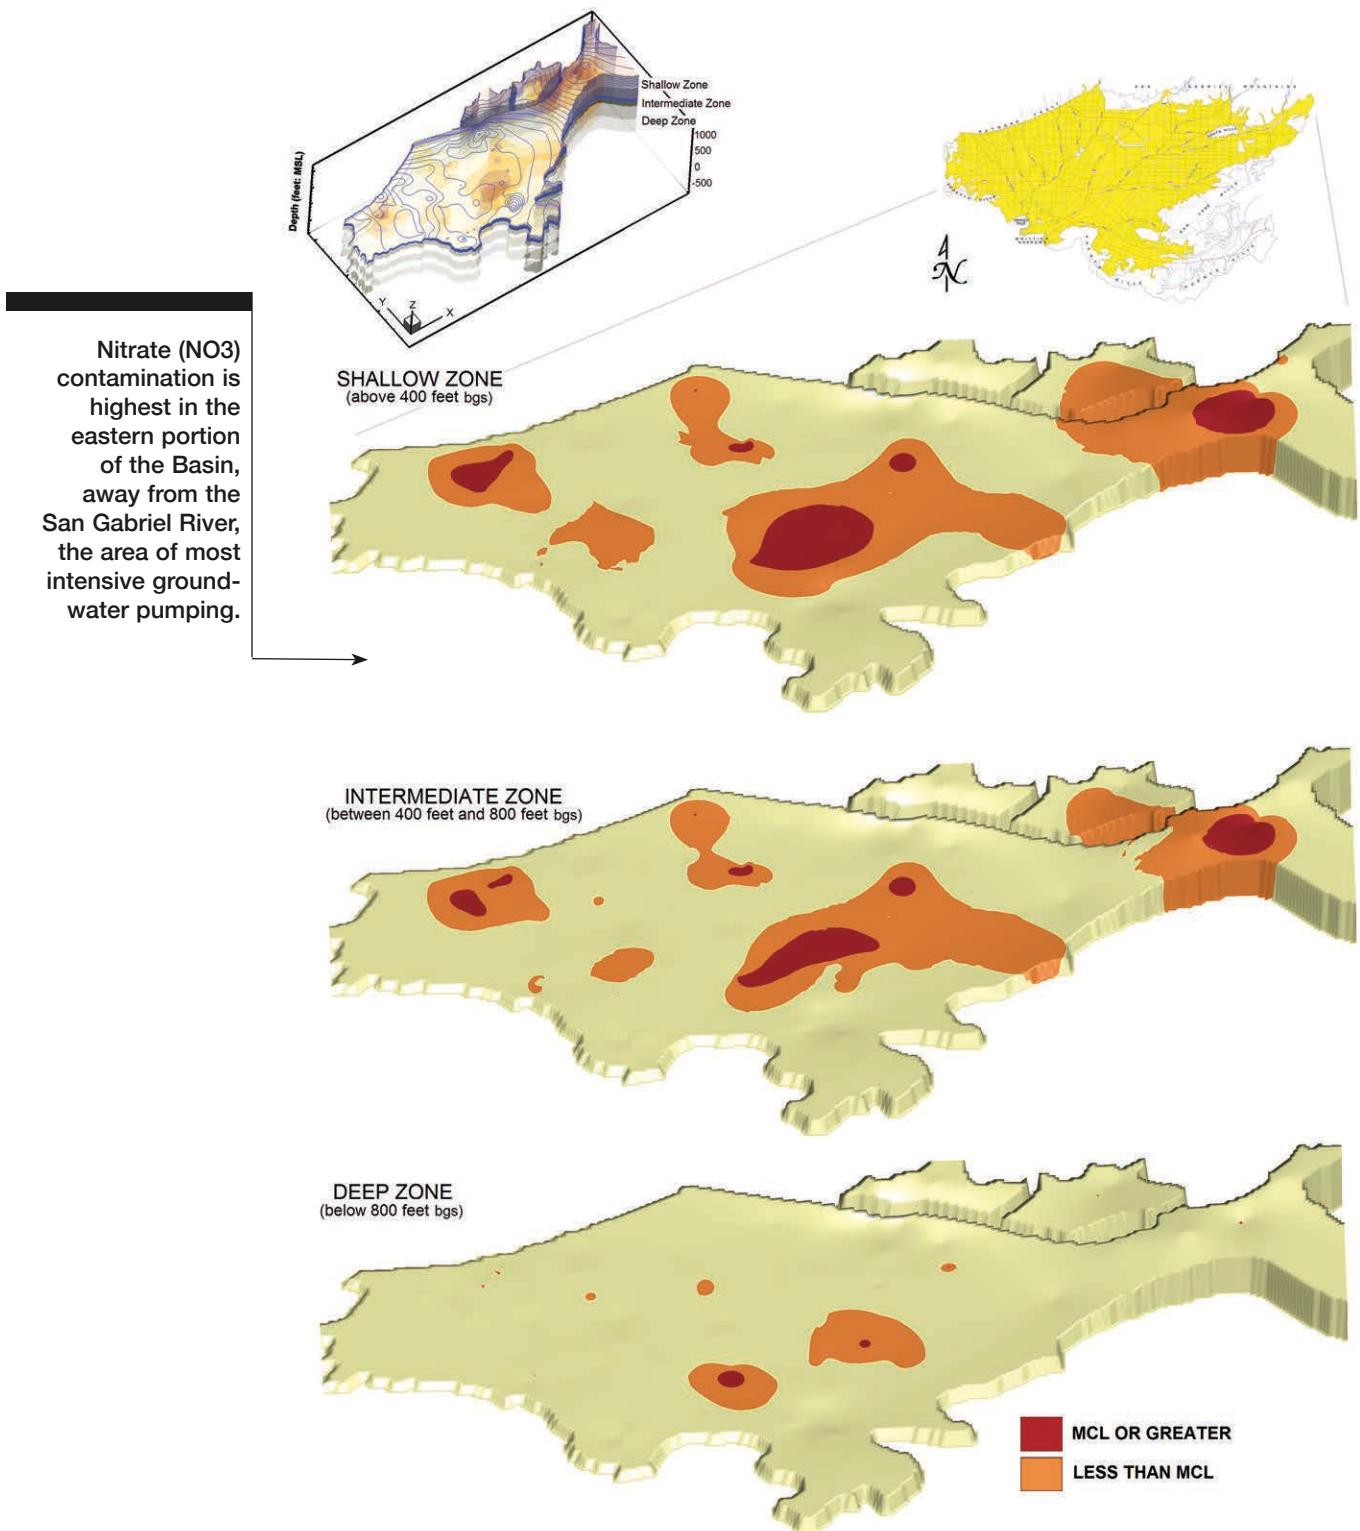 Shallow Zone
Intermediate Zone
Deep Zone
1000
500
0
-500
Depth (feet: MSL)
Y
Z
X
N
Nitrate (NO3)
contamination is
highest in the
eastern portion
of the Basin,
away from the
San Gabriel River,
the area of most
intensive ground-
water pumping.
SHALLOW ZONE
(above 400 feet bgs)
INTERMEDIATE ZONE
(between 400 feet and 800 feet bgs)
DEEP ZONE
(below 800 feet bgs)
MCL OR GREATER
LESS THAN MCL